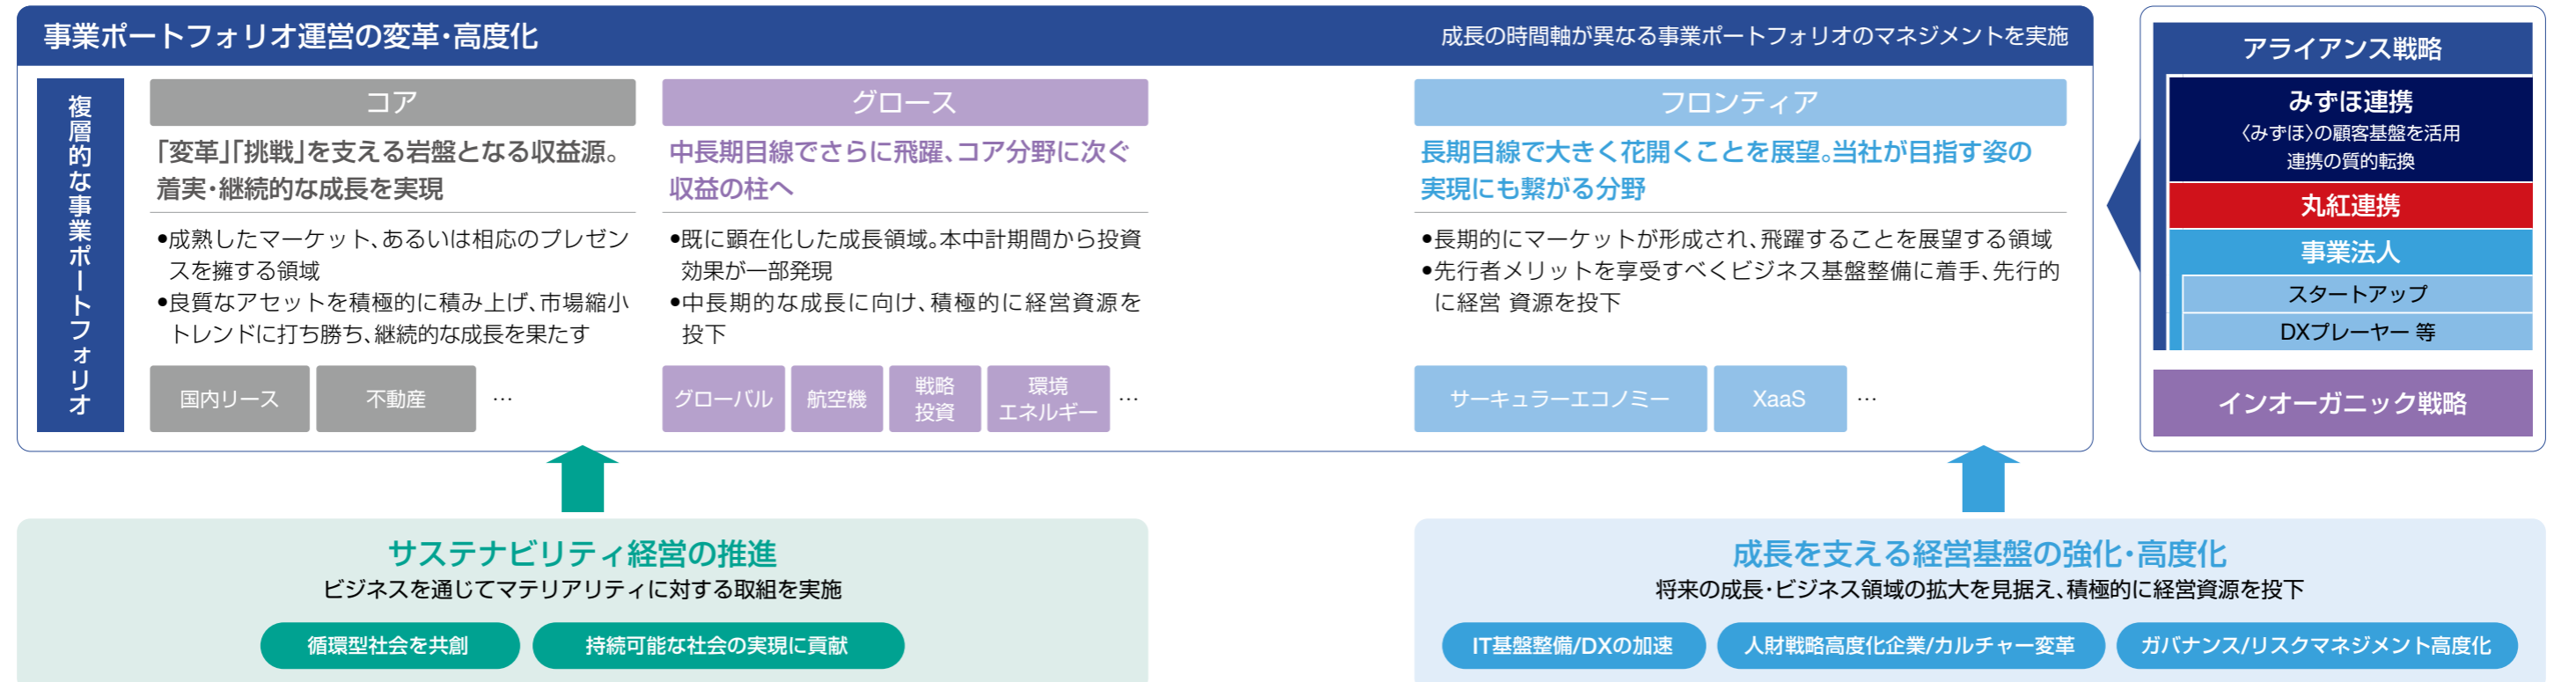 事業ポートフォリオ運営の変革・高度化
成長の時間軸が異なる事業ポートフォリオのマネジメントを実施
複層的な事業ポートフォリオ
コア
「変革」「挑戦」を支える岩盤となる収益源。
着実・継続的な成長を実現
•成熟したマーケット、あるいは相応のプレゼン
スを擁する領域
•良質なアセットを積極的に積み上げ、市場縮小
トレンドに打ち勝ち、継続的な成長を果たす
国内リース
不動産
…
グロース
中長期目線でさらに飛躍、コア分野に次ぐ
収益の柱へ
•既に顕在化した成長領域。本中計期間から投資
効果が一部発現
•中長期的な成長に向け、積極的に経営資源を
投下
グローバル
航空機
戦略
投資
環境
エネルギー
…
フロンティア
長期目線で大きく花開くことを展望。当社が目指す姿の
実現にも繋がる分野
•長期的にマーケットが形成され、飛躍することを展望する領域
•先行者メリットを享受すべくビジネス基盤整備に着手、先行的
に経営 資源を投下
サーキュラーエコノミー
XaaS
…
アライアンス戦略
みずほ連携
〈みずほ〉の顧客基盤を活用
連携の質的転換
丸紅連携
事業法人
スタートアップ
DXプレーヤー 等
インオーガニック戦略
サステナビリティ経営の推進
ビジネスを通じてマテリアリティに対する取組を実施
循環型社会を共創
持続可能な社会の実現に貢献
成長を支える経営基盤の強化・高度化
将来の成長・ビジネス領域の拡大を見据え、積極的に経営資源を投下
IT基盤整備/DXの加速
人財戦略高度化企業/カルチャー変革
ガバナンス/リスクマネジメント高度化